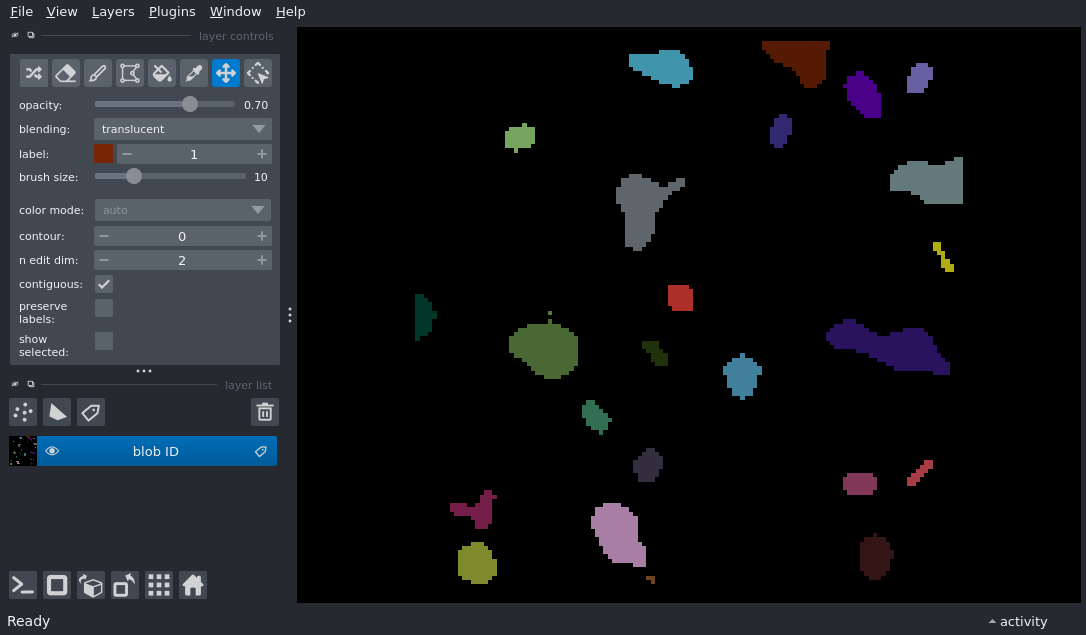 File View Layers Plugins Window Help
layer controls
opacity: 0.70
blending: translucent
label: 1
brush size: 10
color mode: auto
contour: 0
n edit dim: 2
contiguous:
preserve
labels:
show
selected:
layer list
blob ID
Ready
activity